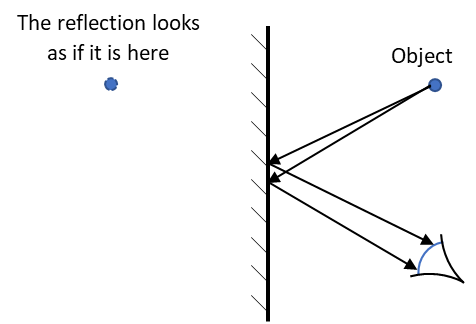 The reflection looks
as if it is here
Object